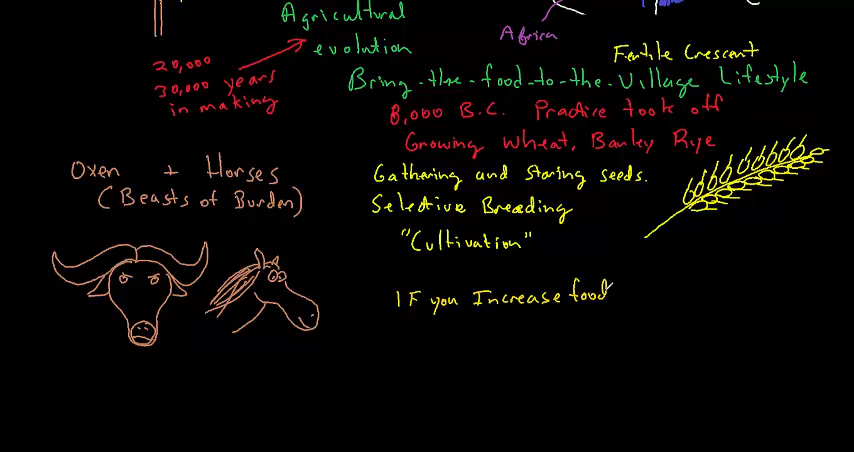 Agricultural
evolution
Africa
20,000
30,000 years
in making
Fertile Crescent
Bring-the-food-to-the-Village Lifestyle
8,000 B.C. Practice took off
Growing Wheat, Barley Rye
Oxen + Horses
(Beasts of Burden)
Gathering and Storing seeds.
Selective Breeding
"Cultivation"
IF you Increase food